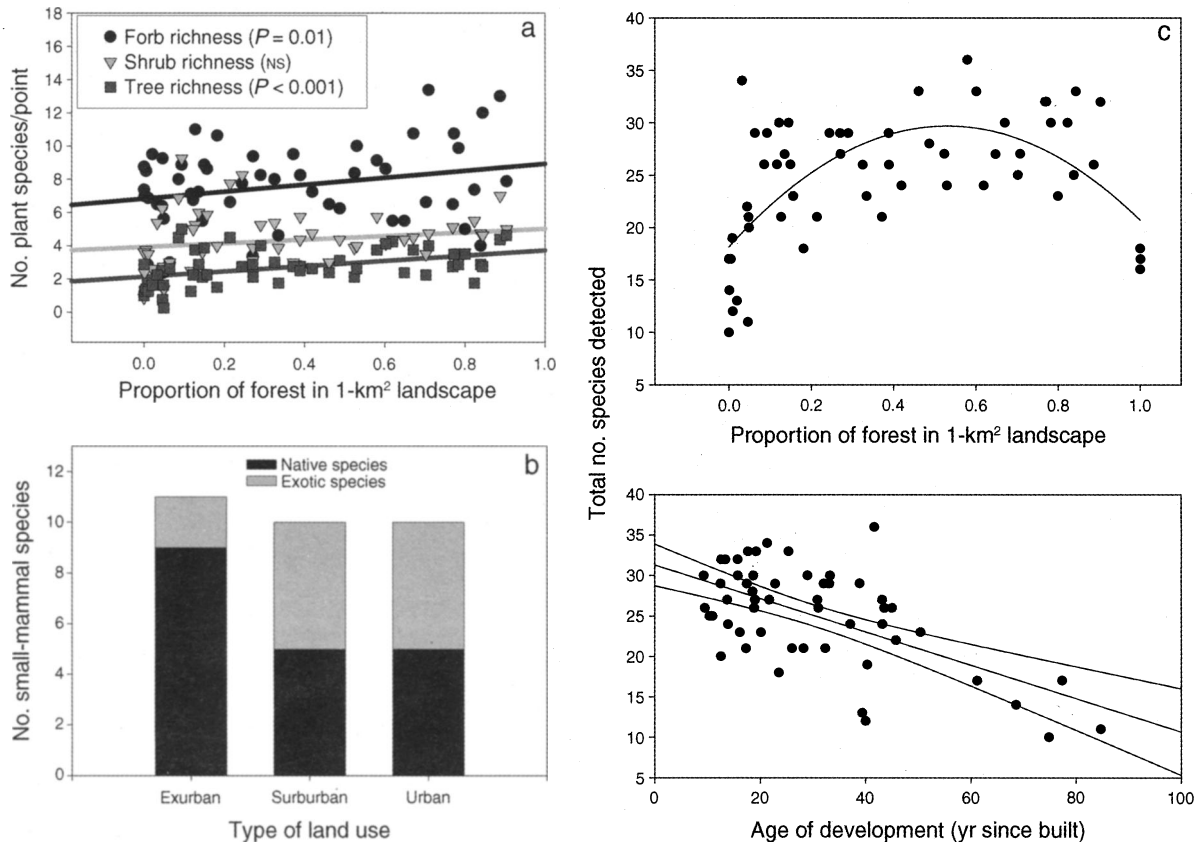 a
Forb richness (P = 0.01)
Shrub richness (NS)
Tree richness (P < 0.001)
18
16
14
12
10
8
6
4
2
0
No. plant species/point
0.0
0.2
0.4
0.6
0.8
1.0
Proportion of forest in 1-km² landscape
b
Native species
Exotic species
12
10
8
6
4
2
0
No. small-mammal species
Exurban
Surburban
Urban
Type of land use
c
40
35
30
25
20
15
10
5
0.0
0.2
0.4
0.6
0.8
1.0
Proportion of forest in 1-km² landscape
Total no. species detected
40
35
30
25
20
15
10
5
0
20
40
60
80
100
Age of development (yr since built)